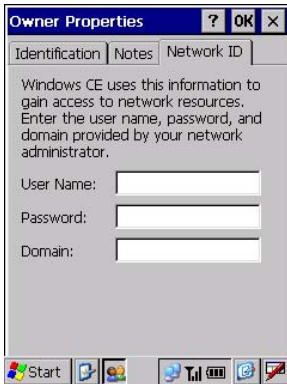 Owner Properties ? OK ×
Identification Notes Network ID
Windows CE uses this information to
gain access to network resources.
Enter the user name, password, and
domain provided by your network
administrator.
User Name:
Password:
Domain:
Start